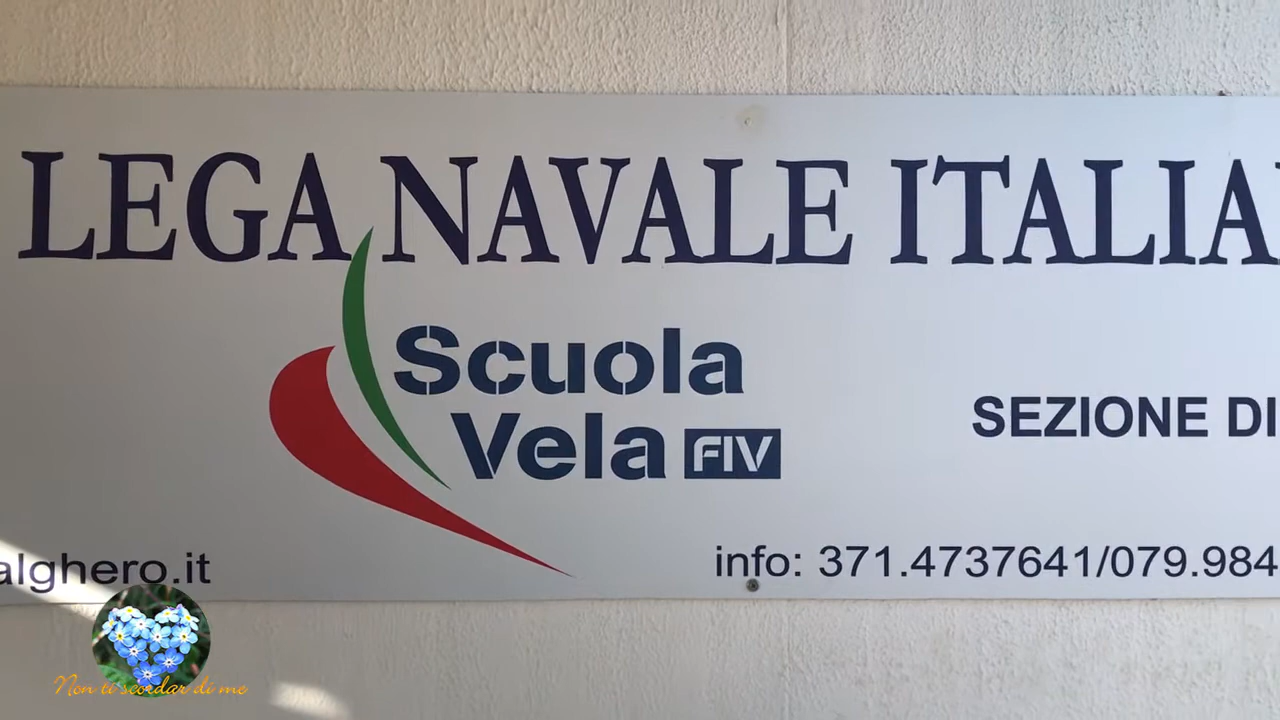 LEGA NAVALE ITALIA
Scuola
Vela FIV
SEZIONE DI
alghero.it
info: 371.4737641/079.984
Non ti scordar di me